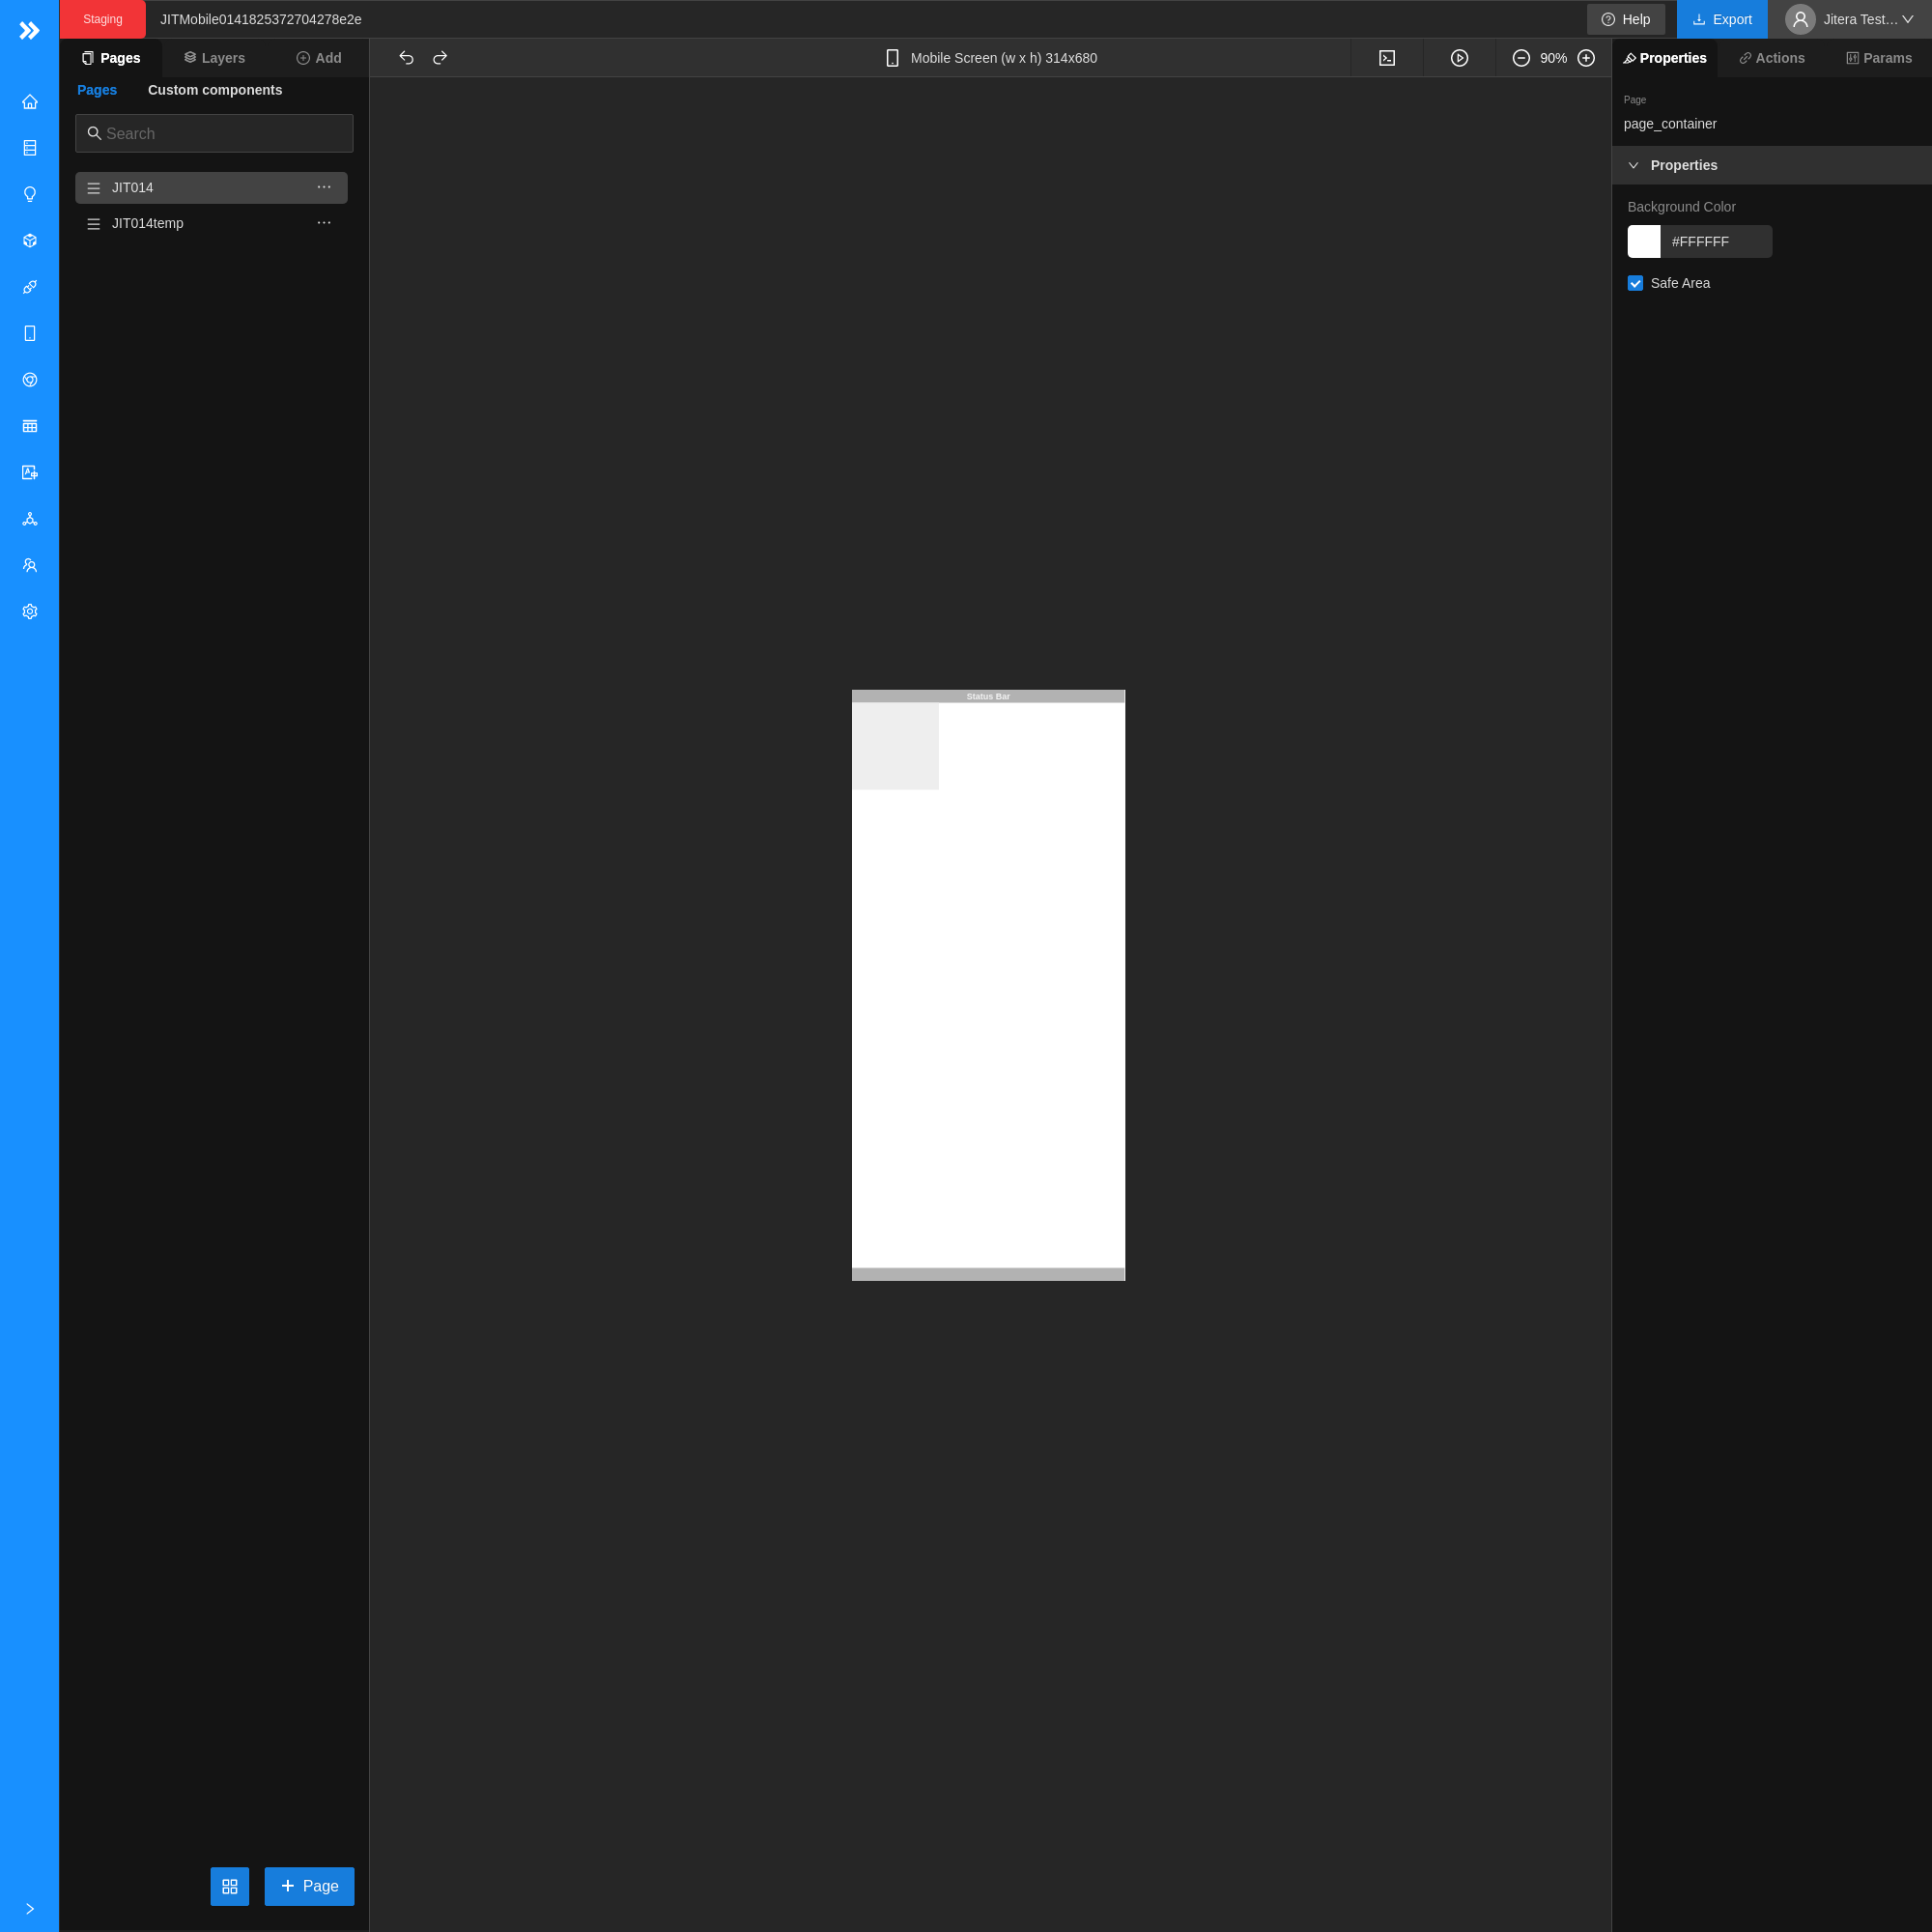 Staging
JITMobile0141825372704278e2e
Help
Export
Jitera Test…
Pages
Layers
Add
Mobile Screen (w x h) 314x680
90%
Properties
Actions
Params
Pages
Custom components
Search
JIT014
JIT014temp
Page
page_container
Properties
Background Color
#FFFFFF
Safe Area
Status Bar
Page